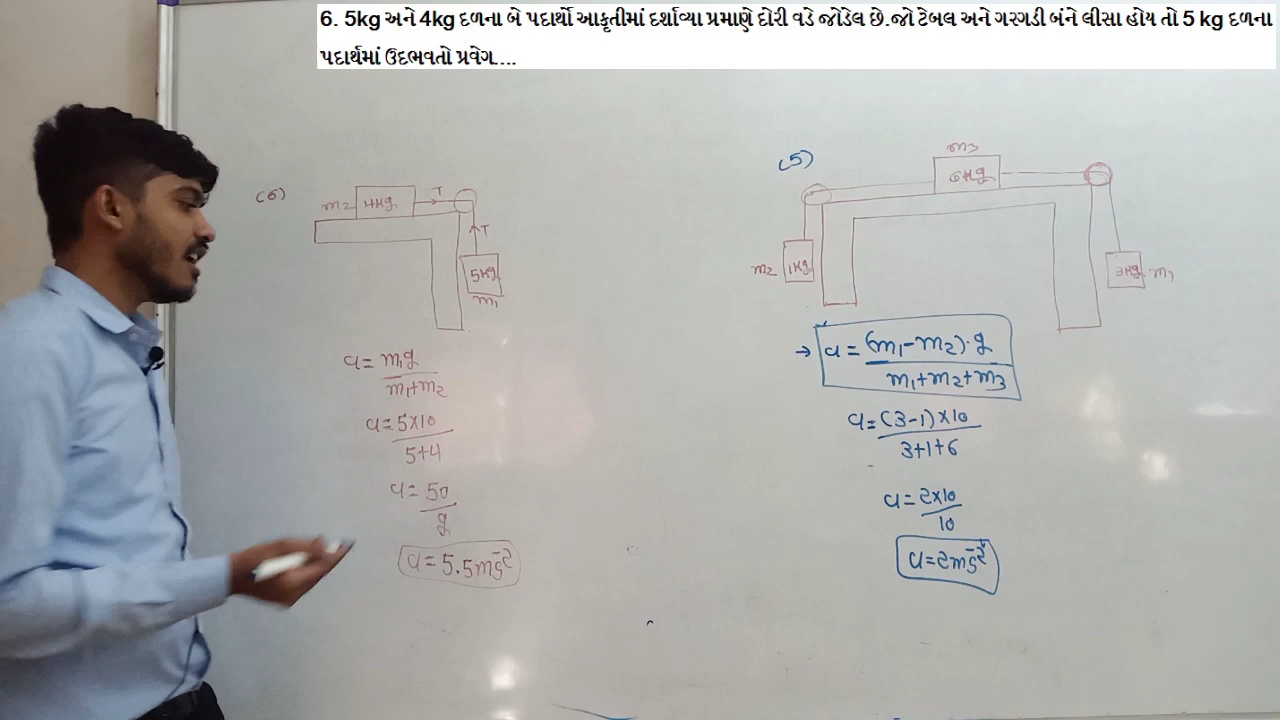 6. 5kg અને 4kg દળના બે પદાર્થો આકૃતીમાં દર્શાવ્યા પ્રમાણે દોરી વડે જોડેલ છે.જો ટેબલ અને ગરગડી બંને લીસા હોય તો 5 kg દળના
પદાર્થમાં ઉદભવતો પ્રવેગ....
(6)
m2 4kg T
T
5kg
m1
a = m1g / m1+m2
a = 5×10 / 5+4
a = 50 / 9
a = 5.5 ms⁻²
(5)
m3
6kg
m2 1kg
3kg m1
→ a = (m1-m2)·g / m1+m2+m3
a = (3-1)×10 / 3+1+6
a = 2×10 / 10
a = 2ms⁻²